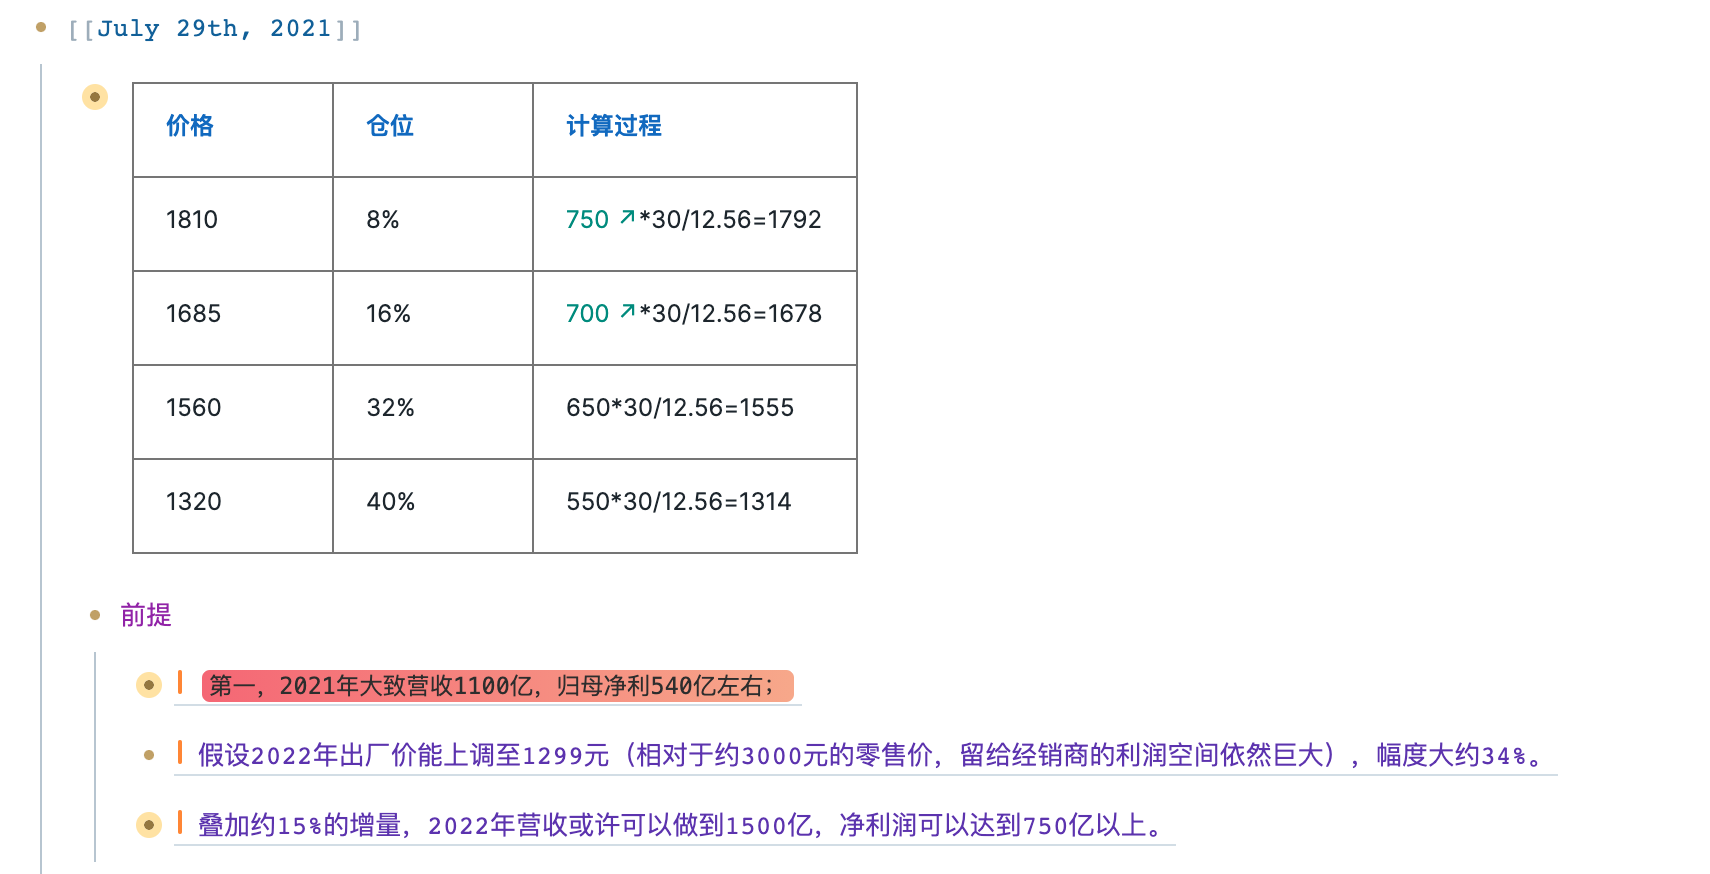 [[July 29th, 2021]]
价格 仓位 计算过程
1810 8% 750 ↗*30/12.56=1792
1685 16% 700 ↗*30/12.56=1678
1560 32% 650*30/12.56=1555
1320 40% 550*30/12.56=1314
前提
第一，2021年大致营收1100亿，归母净利540亿左右；
假设2022年出厂价能上调至1299元（相对于约3000元的零售价，留给经销商的利润空间依然巨大），幅度大约34%。
叠加约15%的增量，2022年营收或许可以做到1500亿，净利润可以达到750亿以上。